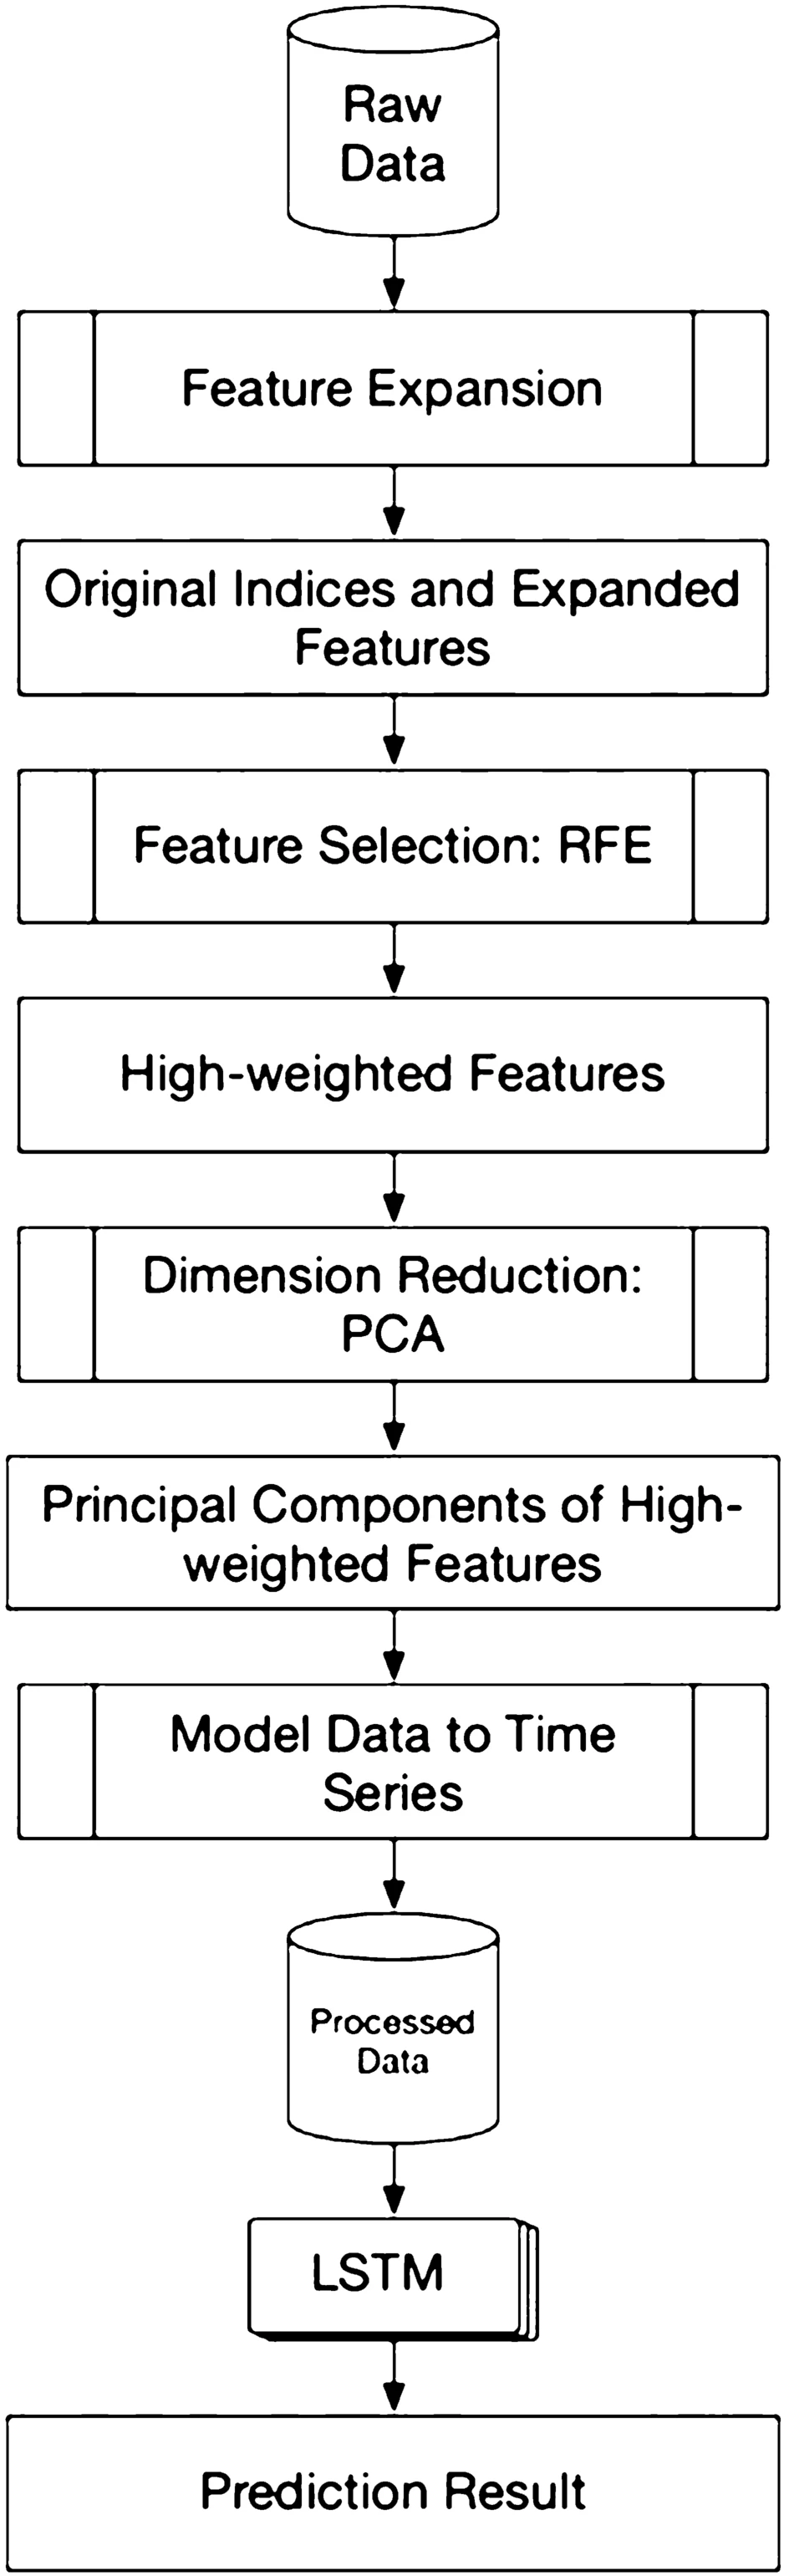 Raw
Data
Feature Expansion
Original Indices and Expanded
Features
Feature Selection: RFE
High-weighted Features
Dimension Reduction:
PCA
Principal Components of High-
weighted Features
Model Data to Time
Series
Processed
Data
LSTM
Prediction Result